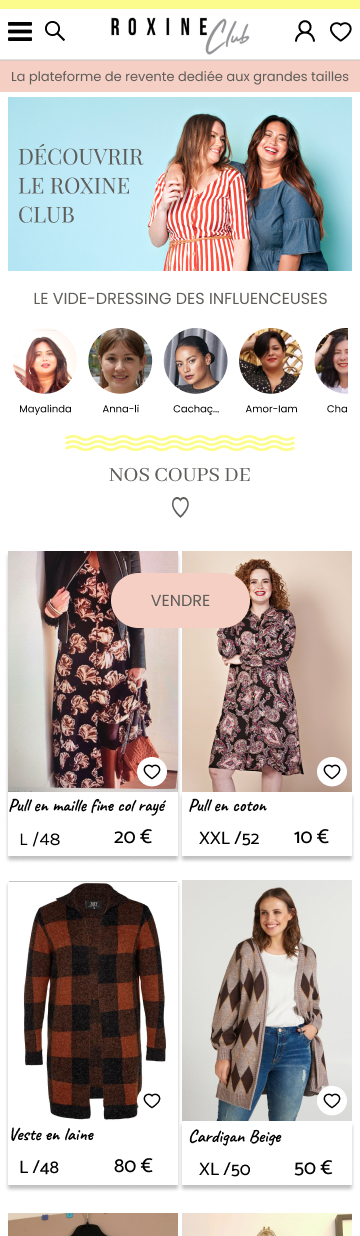 ROXINE Club
La plateforme de revente dediée aux grandes tailles
DÉCOUVRIR
LE ROXINE
CLUB
LE VIDE-DRESSING DES INFLUENCEUSES
Mayalinda Anna-li Cachaç... Amor-lam Cha
NOS COUPS DE
VENDRE
Pull en maille fine col rayé
L /48 20 €
Pull en coton
XXL /52 10 €
Veste en laine
L /48 80 €
Cardigan Beige
XL /50 50 €